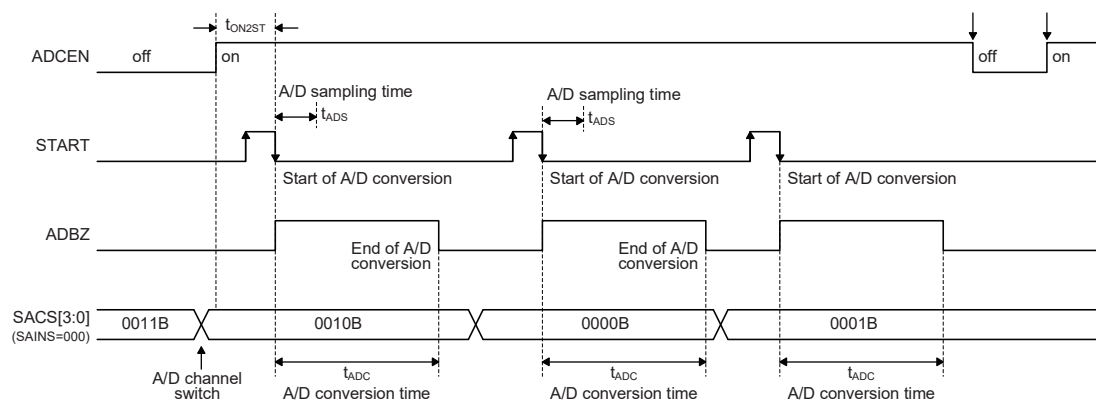 tON2ST
ADCEN
off
on
off
on
A/D sampling time
tADS
A/D sampling time
tADS
START
Start of A/D conversion
Start of A/D conversion
Start of A/D conversion
ADBZ
End of A/D
conversion
End of A/D
conversion
SACS[3:0]
(SAINS=000)
0011B
0010B
0000B
0001B
A/D channel
switch
tADC
A/D conversion time
tADC
A/D conversion time
tADC
A/D conversion time